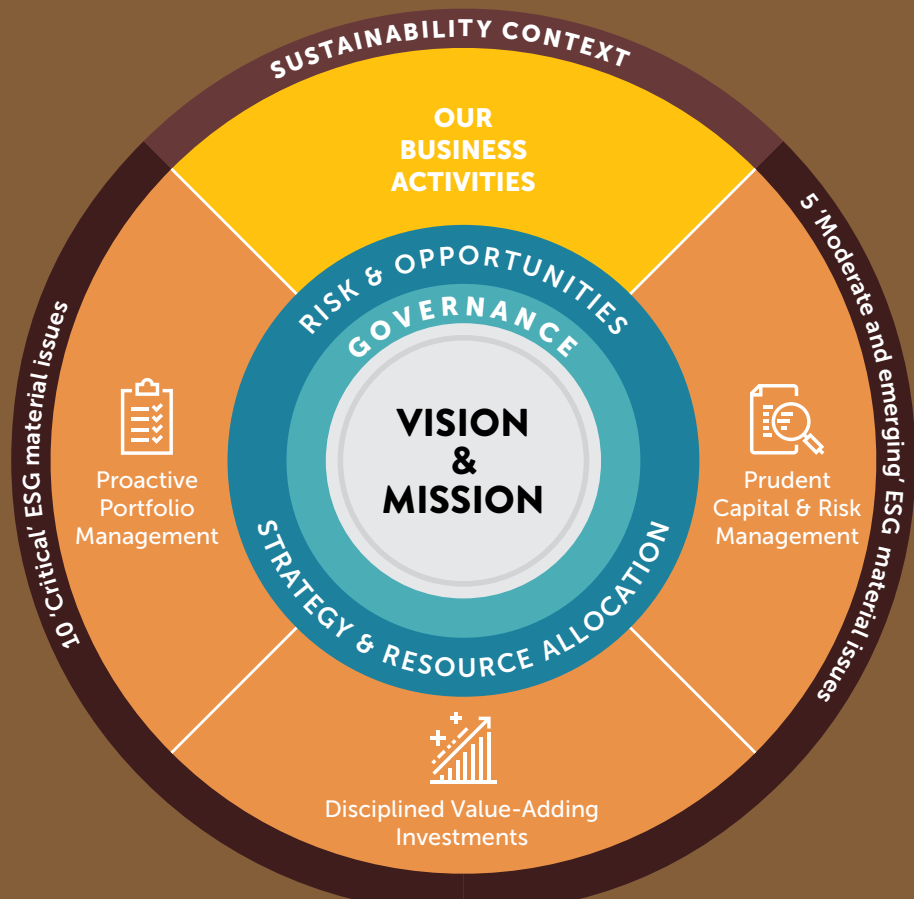 SUSTAINABILITY CONTEXT
OUR
BUSINESS
ACTIVITIES
RISK & OPPORTUNITIES
GOVERNANCE
VISION
&
MISSION
STRATEGY & RESOURCE ALLOCATION
10 ‘Critical’ ESG material issues
Proactive
Portfolio
Management
Prudent
Capital & Risk
Management
5 ‘Moderate and emerging’ ESG material issues
Disciplined Value-Adding
Investments